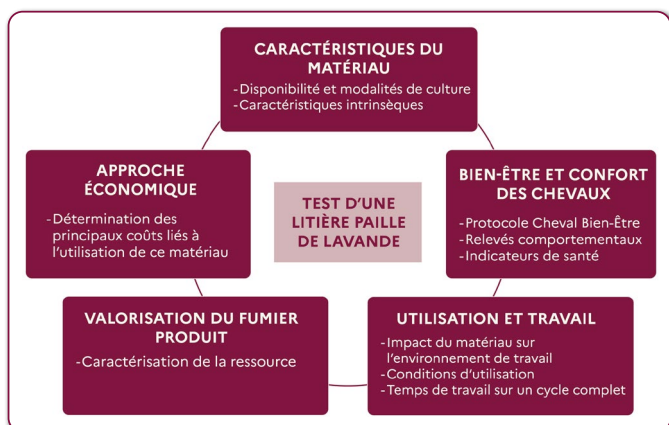 CARACTÉRISTIQUES DU
MATÉRIAU
-Disponibilité et modalités de culture
-Caractéristiques intrinsèques
APPROCHE
ÉCONOMIQUE
-Détermination des
principaux coûts liés à
l'utilisation de ce matériau
TEST D'UNE
LITIÈRE PAILLE
DE LAVANDE
BIEN-ÊTRE ET CONFORT
DES CHEVAUX
-Protocole Cheval Bien-Être
-Relevés comportementaux
-Indicateurs de santé
VALORISATION DU FUMIER
PRODUIT
-Caractérisation de la ressource
UTILISATION ET TRAVAIL
-Impact du matériau sur
l'environnement de travail
-Conditions d'utilisation
-Temps de travail sur un cycle complet